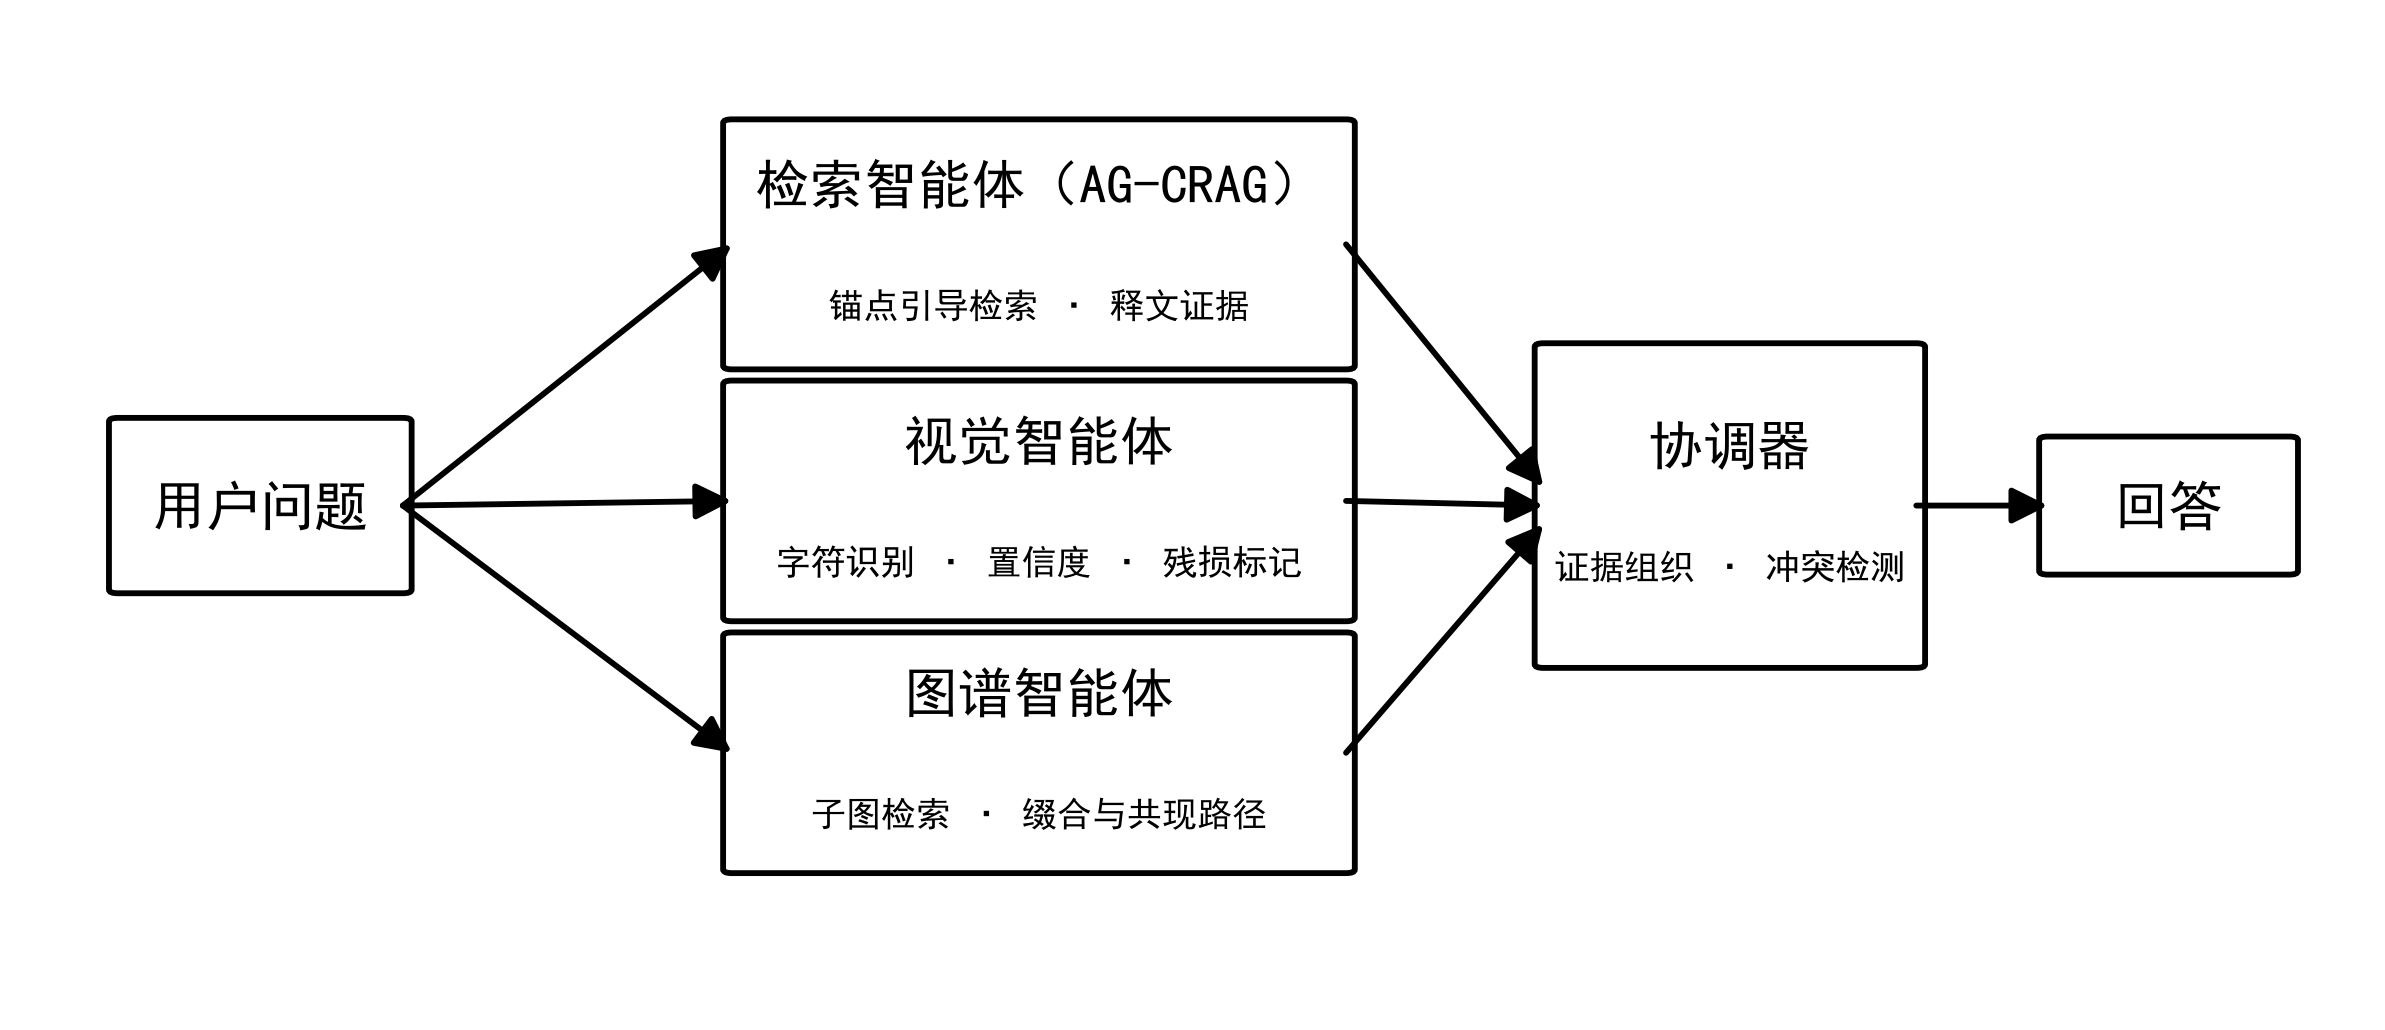 用户问题
检索智能体（AG-CRAG）
锚点引导检索 · 释文证据
视觉智能体
字符识别 · 置信度 · 残损标记
图谱智能体
子图检索 · 缀合与共现路径
协调器
证据组织 · 冲突检测
回答